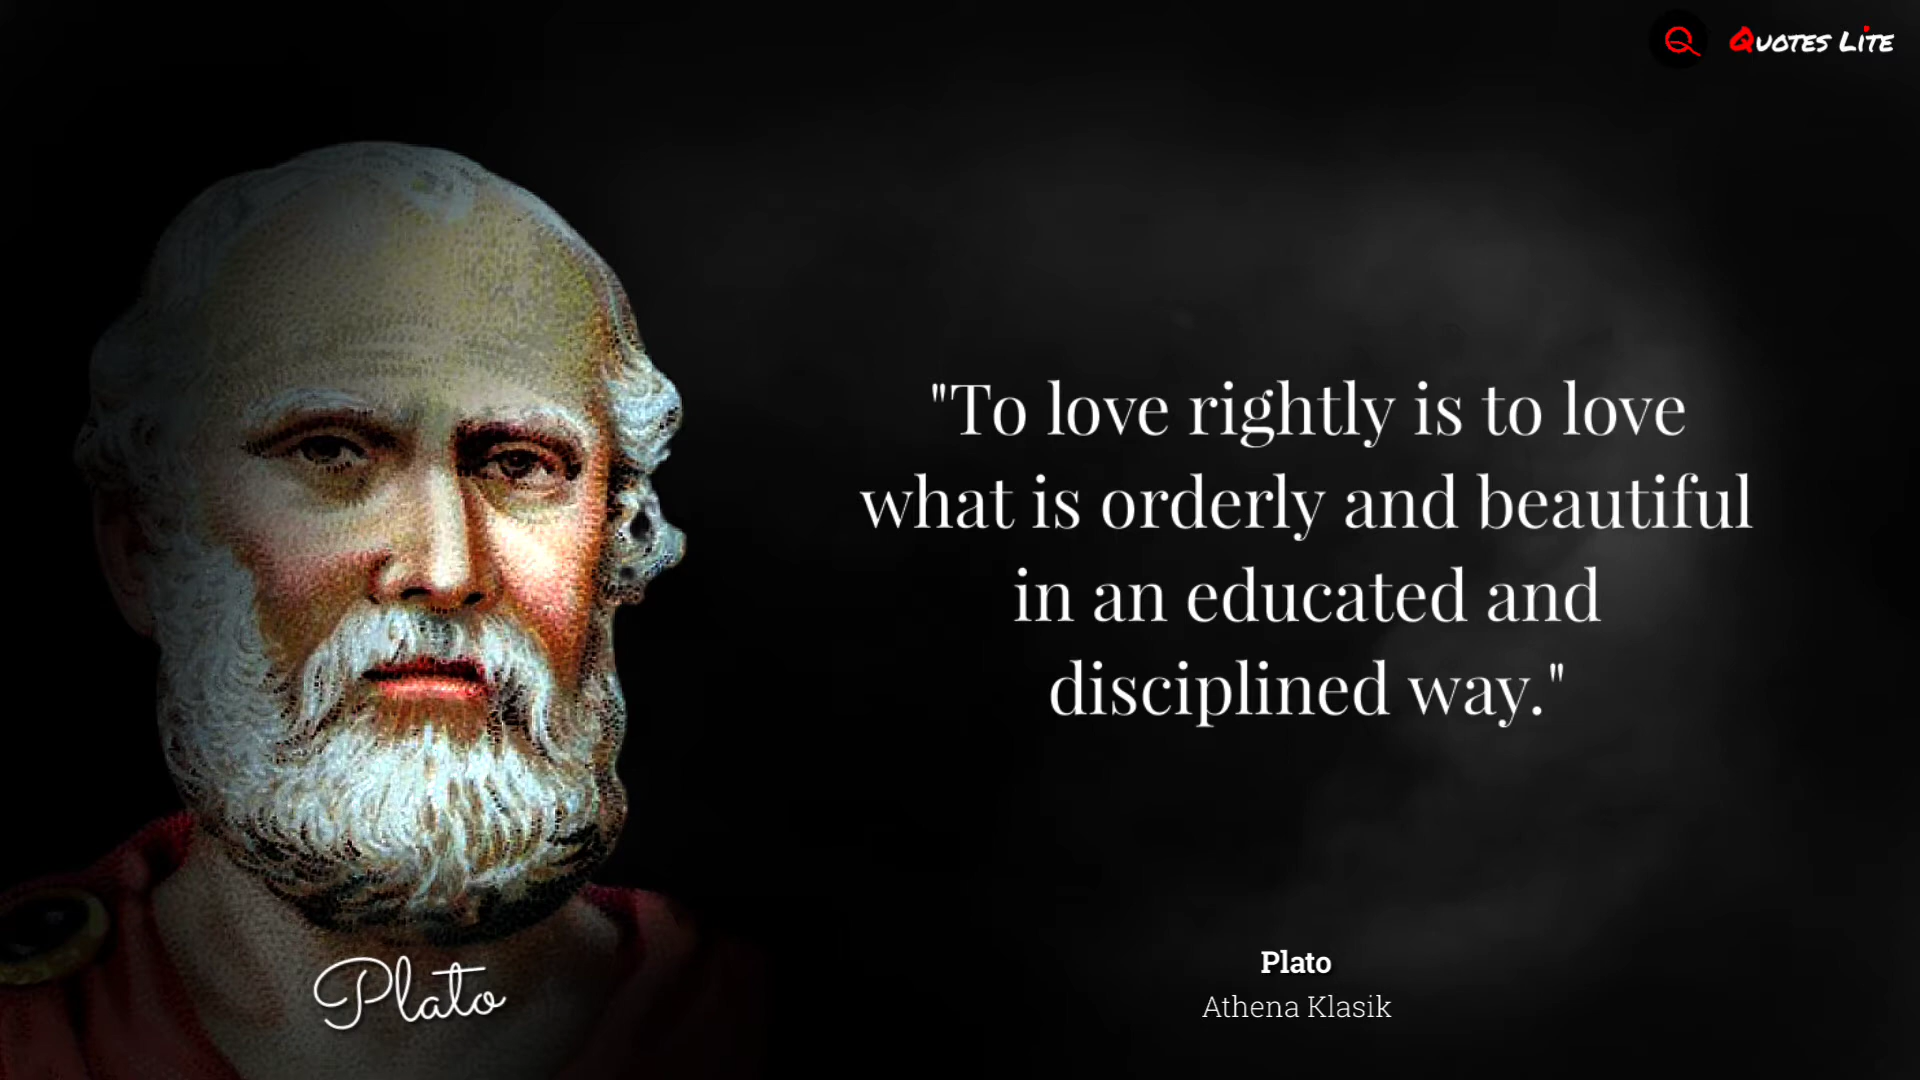 Quotes Lite
"To love rightly is to love
what is orderly and beautiful
in an educated and
disciplined way."
Plato
Plato
Athena Klasik